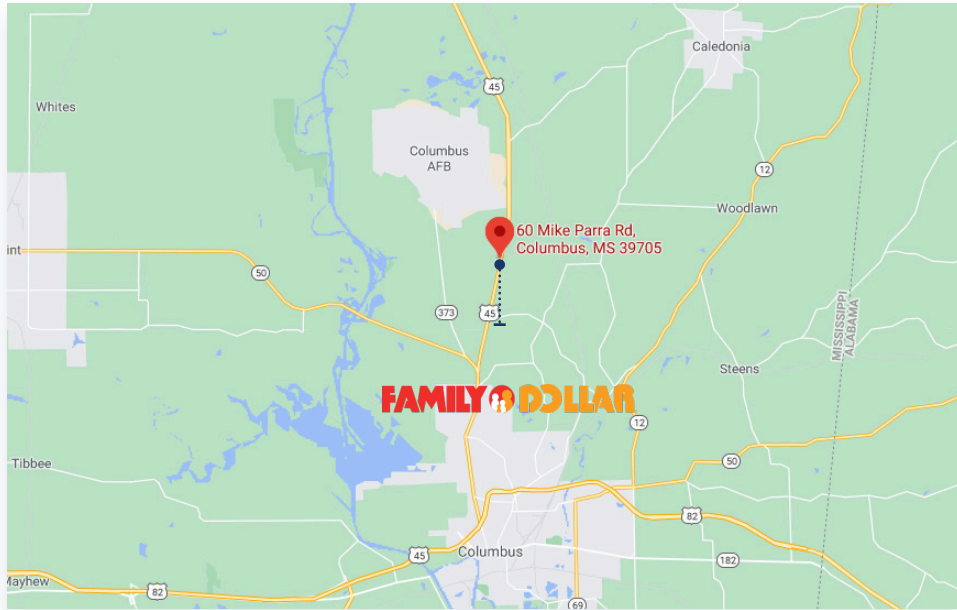 Caledonia
45
Whites
Columbus
AFB
12
Woodlawn
60 Mike Parra Rd,
Columbus, MS 39705
int
50
373
45
MISSISSIPPI
ALABAMA
Steens
FAMILY DOLLAR
12
Tibbee
50
82
45
Columbus
182
Mayhew
82
69